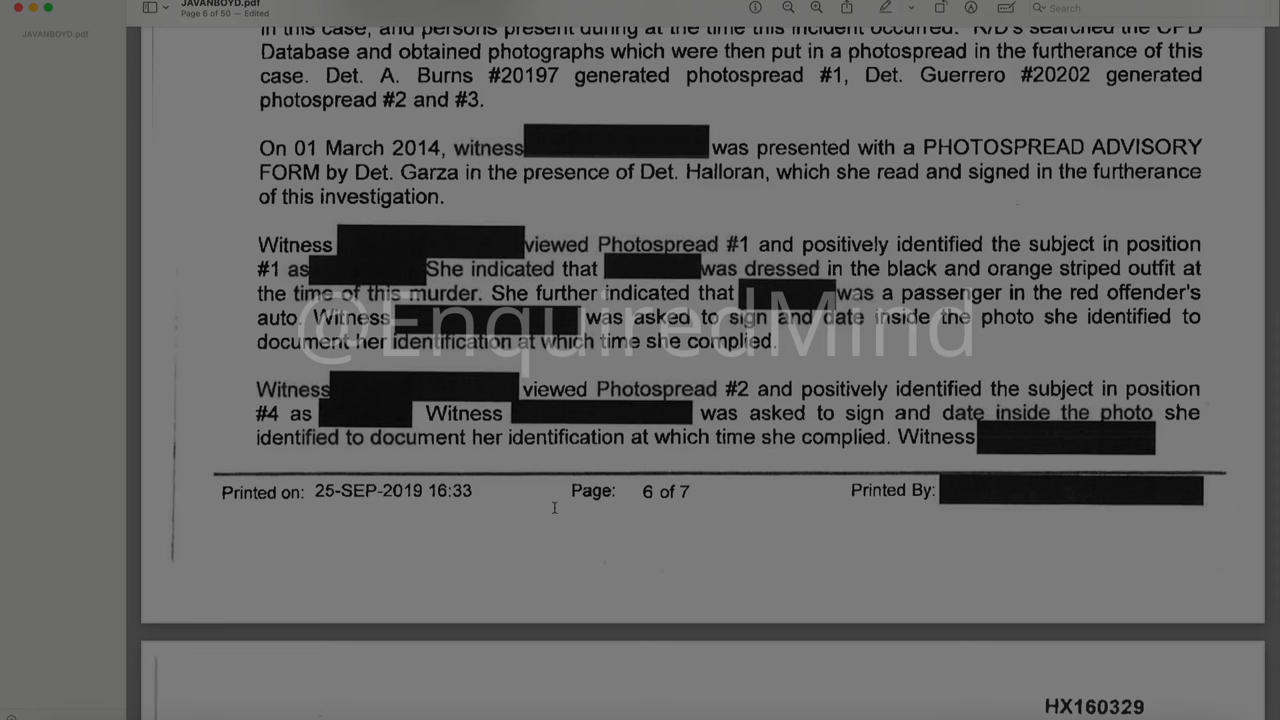 JAVANBOYD.pdf
Page 6 of 50 — Edited
Search
JAVANBOYD.pdf
in this case, and persons present during at the time this incident occurred. R/D's searched the CPD
Database and obtained photographs which were then put in a photospread in the furtherance of this
case. Det. A. Burns #20197 generated photospread #1, Det. Guerrero #20202 generated
photospread #2 and #3.
On 01 March 2014, witness was presented with a PHOTOSPREAD ADVISORY
FORM by Det. Garza in the presence of Det. Halloran, which she read and signed in the furtherance
of this investigation.
Witness viewed Photospread #1 and positively identified the subject in position
#1 as She indicated that was dressed in the black and orange striped outfit at
the time of this murder. She further indicated that was a passenger in the red offender's
auto. Witness was asked to sign and date inside the photo she identified to
document her identification at which time she complied.
@EnquiredMind
Witness viewed Photospread #2 and positively identified the subject in position
#4 as Witness was asked to sign and date inside the photo she
identified to document her identification at which time she complied. Witness
Printed on: 25-SEP-2019 16:33 Page: 6 of 7 Printed By:
HX160329